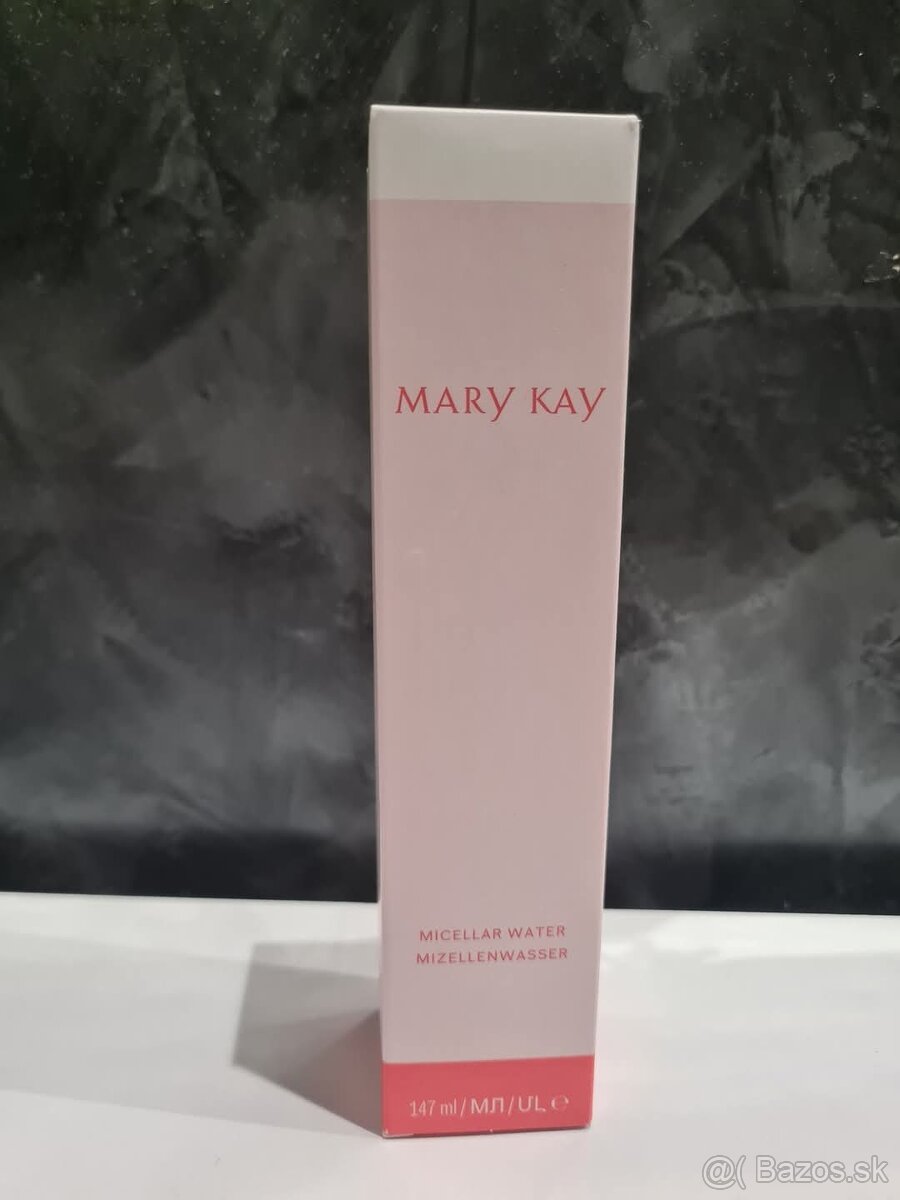 MARY KAY
MICELLAR WATER
MIZELLENWASSER
147 ml/МЛ/UL ℮
@( Bazos.sk